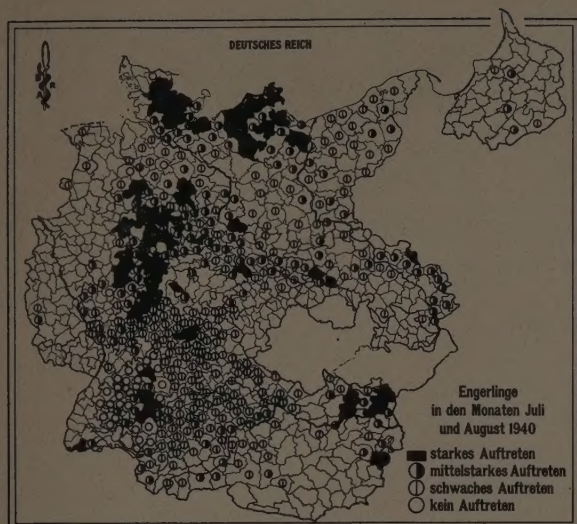 DEUTSCHES REICH
Engerlinge
in den Monaten Juli
und August 1940
starkes Auftreten
mittelstarkes Auftreten
schwaches Auftreten
kein Auftreten